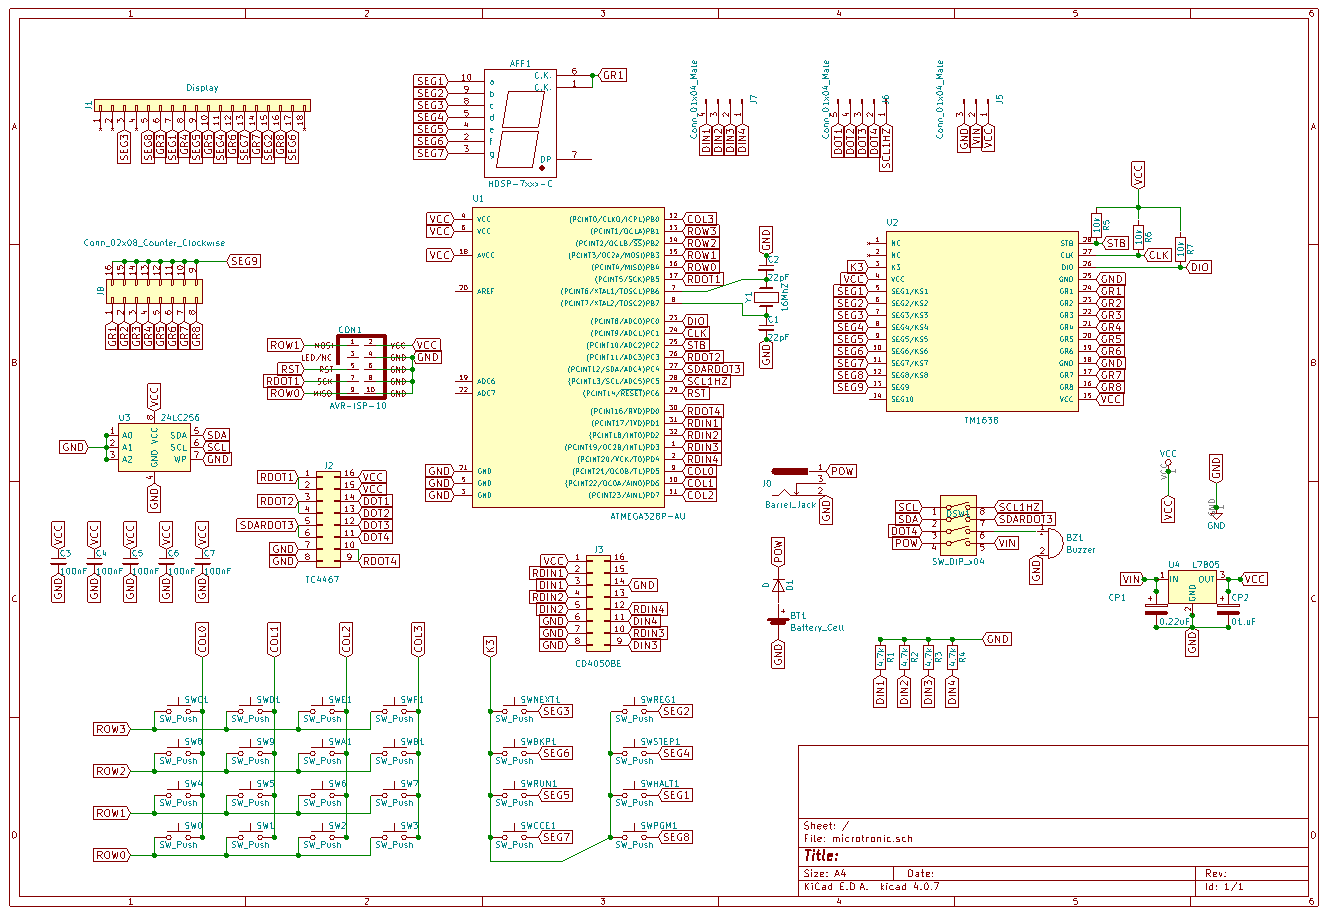 1 2 3 4 5 6
A
B
C
D
Display
J1
1 2 3 4 5 6 7 8 9 10 11 12 13 14 15 16 17 18
SEG3 SEG8 GR3 SEG1 GR4 SEG5 GR5 SEG4 GR7 SEG2 GR8 SEG6
AFF1
SEG1 10 a
SEG2 9 b
SEG3 8 c
SEG4 5 d
SEG5 4 e
SEG6 2 f
SEG7 3 g
C.K. 6 GR1
C.K. 1
DP 7
HDSP-7xxx-C
Conn_01x04_Male J7
4 3 2 1
DIN1 DIN2 DIN3 DIN4
Conn_01x04_Male J6
5 4 3 2 1
DOT1 DOT2 DOT3 DOT4 SCL1HZ
Conn_01x04_Male J5
3 2 1
GND VIN VCC
Conn_02x08_Counter_Clockwise
16 15 14 13 12 11 10 9 SEG9
J8
1 2 3 4 5 6 7 8
GR1 GR2 GR3 GR4 GR5 GR6 GR7 GR8
U1
VCC 4 VCC
VCC 6 VCC
VCC 18 AVCC
20 AREF
19 ADC6
22 ADC7
GND 21 GND
GND 5 GND
GND 3 GND
(PCINT0/CLKO/ICP1)PB0 12 COL3
(PCINT1/OC1A)PB1 13 ROW3
(PCINT2/OC1B/SS)PB2 14 ROW2
(PCINT3/OC2A/MOSI)PB3 15 ROW1
(PCINT4/MISO)PB4 16 ROW0
(PCINT5/SCK)PB5 17 RDOT1
(PCINT6/XTAL1/TOSC1)PB6 7
(PCINT7/XTAL2/TOSC2)PB7 8
(PCINT8/ADC0)PC0 23 DIO
(PCINT9/ADC1)PC1 24 CLK
(PCINT10/ADC2)PC2 25 STB
(PCINT11/ADC3)PC3 26 RDOT2
(PCINT12/SDA/ADC4)PC4 27 SDARDOT3
(PCINT13/SCL/ADC5)PC5 28 SCL1HZ
(PCINT14/RESET)PC6 29 RST
(PCINT16/RXD)PD0 30 RDOT4
(PCINT17/TXD)PD1 31 RDIN1
(PCINT18/INT0)PD2 32 RDIN2
(PCINT19/OC2B/INT1)PD3 1 RDIN3
(PCINT20/XCK/T0)PD4 2 RDIN4
(PCINT21/OC0B/T1)PD5 9 COL0
(PCINT22/OC0A/AIN0)PD6 10 COL1
(PCINT23/AIN1)PD7 11 COL2
ATMEGA328P-AU
GND
C2
22pF
Y1
16MhZ
C1
22pF
GND
U2
1 NC
2 NC
K3 3 K3
VCC 4 VCC
SEG1 5 SEG1/KS1
SEG2 6 SEG2/KS2
SEG3 7 SEG3/KS3
SEG4 8 SEG4/KS4
SEG5 9 SEG5/KS5
SEG6 10 SEG6/KS6
SEG7 11 SEG7/KS7
SEG8 12 SEG8/KS8
SEG9 13 SEG9
14 SEG10
STB 28 STB
CLK 27 CLK
DIO 26 DIO
GND 25 GND
GR1 24 GR1
GR2 23 GR2
GR3 22 GR3
GR4 21 GR4
GR5 20 GR5
GR6 19 GR6
GND 18 GND
GR7 17 GR7
GR8 16 GR8
VCC 15 VCC
TM1638
VCC
10k R5
10k R6
10k R7
CON1
ROW1 MOSI 1 2 VCC VCC
LED/NC 3 4 GND GND
RST RST 5 6 GND
RDOT1 SCK 7 8 GND
ROW0 MISO 9 10 GND
AVR-ISP-10
VCC
U3 24LC256
GND
1 A0
2 A1
3 A2
8 VCC
SDA 5 SDA
SCL 6 SCL
WP 7 GND
GND 4
GND
J2
RDOT1 1 16 VCC
2 15 VCC
RDOT2 3 14 DOT1
4 13 DOT2
SDARDOT3 5 12 DOT3
6 11 DOT4
GND 7 10
GND 8 9 RDOT4
TC4467
VCC VCC VCC VCC VCC
C3 C4 C5 C6 C7
100nF 100nF 100nF 100nF 100nF
GND GND GND GND GND
J3
VCC 1 16
RDIN1 2 15
DIN1 3 14 GND
RDIN2 4 13
DIN2 5 12 RDIN4
GND 6 11 DIN4
GND 7 10 RDIN3
GND 8 9 DIN3
CD4050BE
J0
1 POW
3
2
Barrel_Jack
GND
POW
D D1
BT1
Battery_Cell
GND
SCL 1 8 SCL1HZ
SDA 2 7 SDARDOT3
DOT4 3 6
POW 4 5 VIN
SW1
SW_DIP_x04
1 BZ1
2 Buzzer
GND
VCC
VCC
VCC
GND
GND
GND
U4 L7805
VIN 1 IN OUT 3 VCC
GND
2
CP1 0.22uF
CP2 01.uF
GND
GND
4.7k R1 4.7k R2 4.7k R3 4.7k R4
DIN1 DIN2 DIN3 DIN4
COL0 COL1 COL2 COL3 K3
SWC1 SWD1 SWE1 SWF1
SW_Push SW_Push SW_Push SW_Push
ROW3
SW8 SW9 SWA1 SWB1
SW_Push SW_Push SW_Push SW_Push
ROW2
SW4 SW5 SW6 SW7
SW_Push SW_Push SW_Push SW_Push
ROW1
SW0 SW1 SW2 SW3
SW_Push SW_Push SW_Push SW_Push
ROW0
SWNEXT1 SEG3 SW_Push
SWREG1 SEG2 SW_Push
SWBKP1 SEG6 SW_Push
SWSTEP1 SEG4 SW_Push
SWRUN1 SEG5 SW_Push
SWHALT1 SEG1 SW_Push
SWCCE1 SEG7 SW_Push
SWPGM1 SEG8 SW_Push
Sheet: /
File: microtronic.sch
Title:
Size: A4 Date: Rev:
KiCad E.D.A. kicad 4.0.7 Id: 1/1
1 2 3 4 5 6